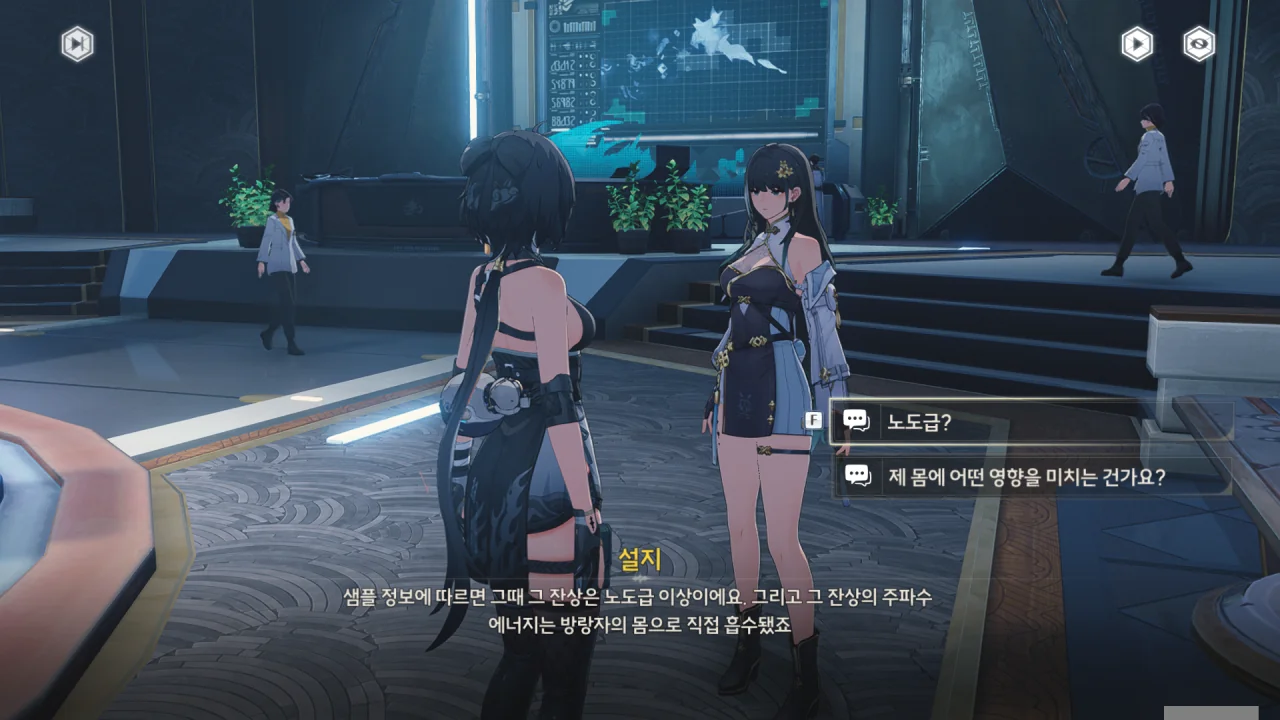 노도급?
F
제 몸에 어떤 영향을 미치는 건가요?
설지
샘플 정보에 따르면 그때 그 잔상은 노도급 이상이에요. 그리고 그 잔상의 주파수
에너지는 방랑자의 몸으로 직접 흡수됐죠